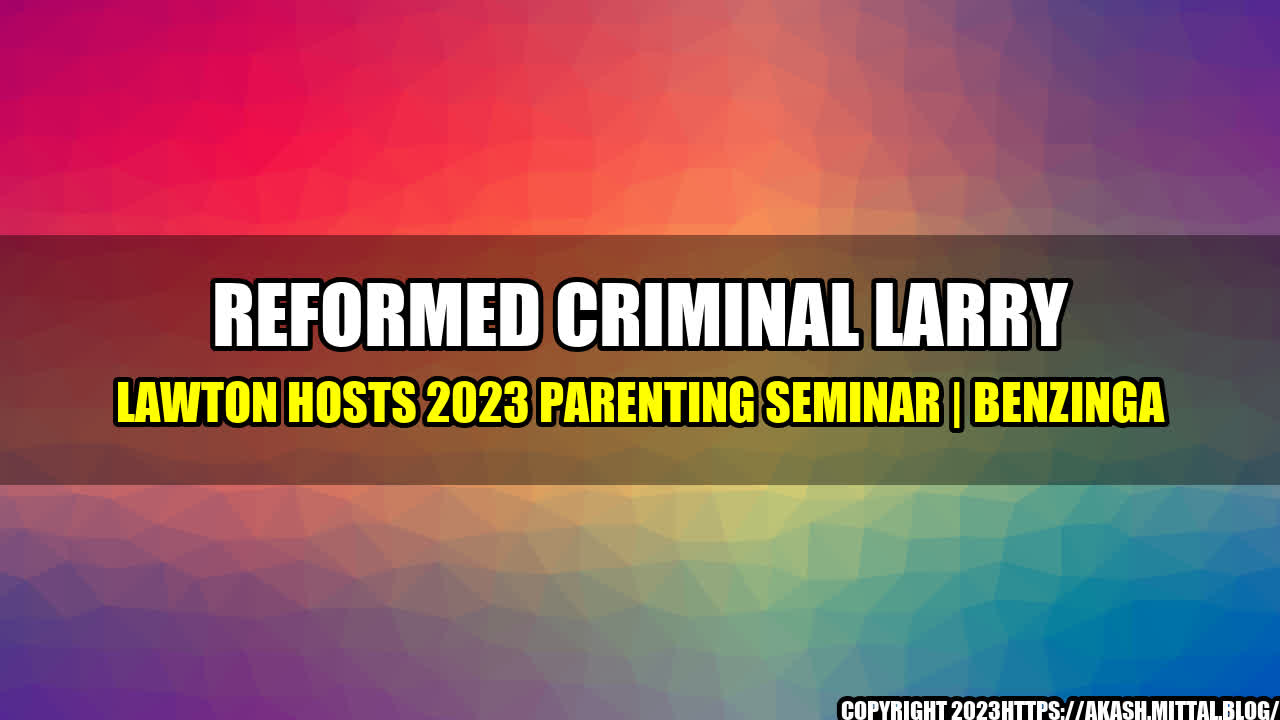 REFORMED CRIMINAL LARRY
LAWTON HOSTS 2023 PARENTING SEMINAR | BENZINGA
COPYRIGHT 2023HTTPS://AKASH.MITTAL.BLOG/